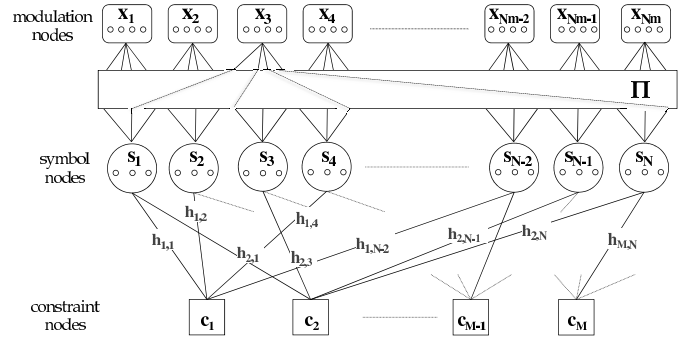 modulation nodes x1 x2 x3 x4 xNm-2 xNm-1 xNm
Π
symbol nodes s1 s2 s3 s4 sN-2 sN-1 sN
h1,1 h1,2 h2,1 h1,4 h2,3 h1,N-2 h2,N-1 h2,N hM,N
constraint nodes c1 c2 cM-1 cM